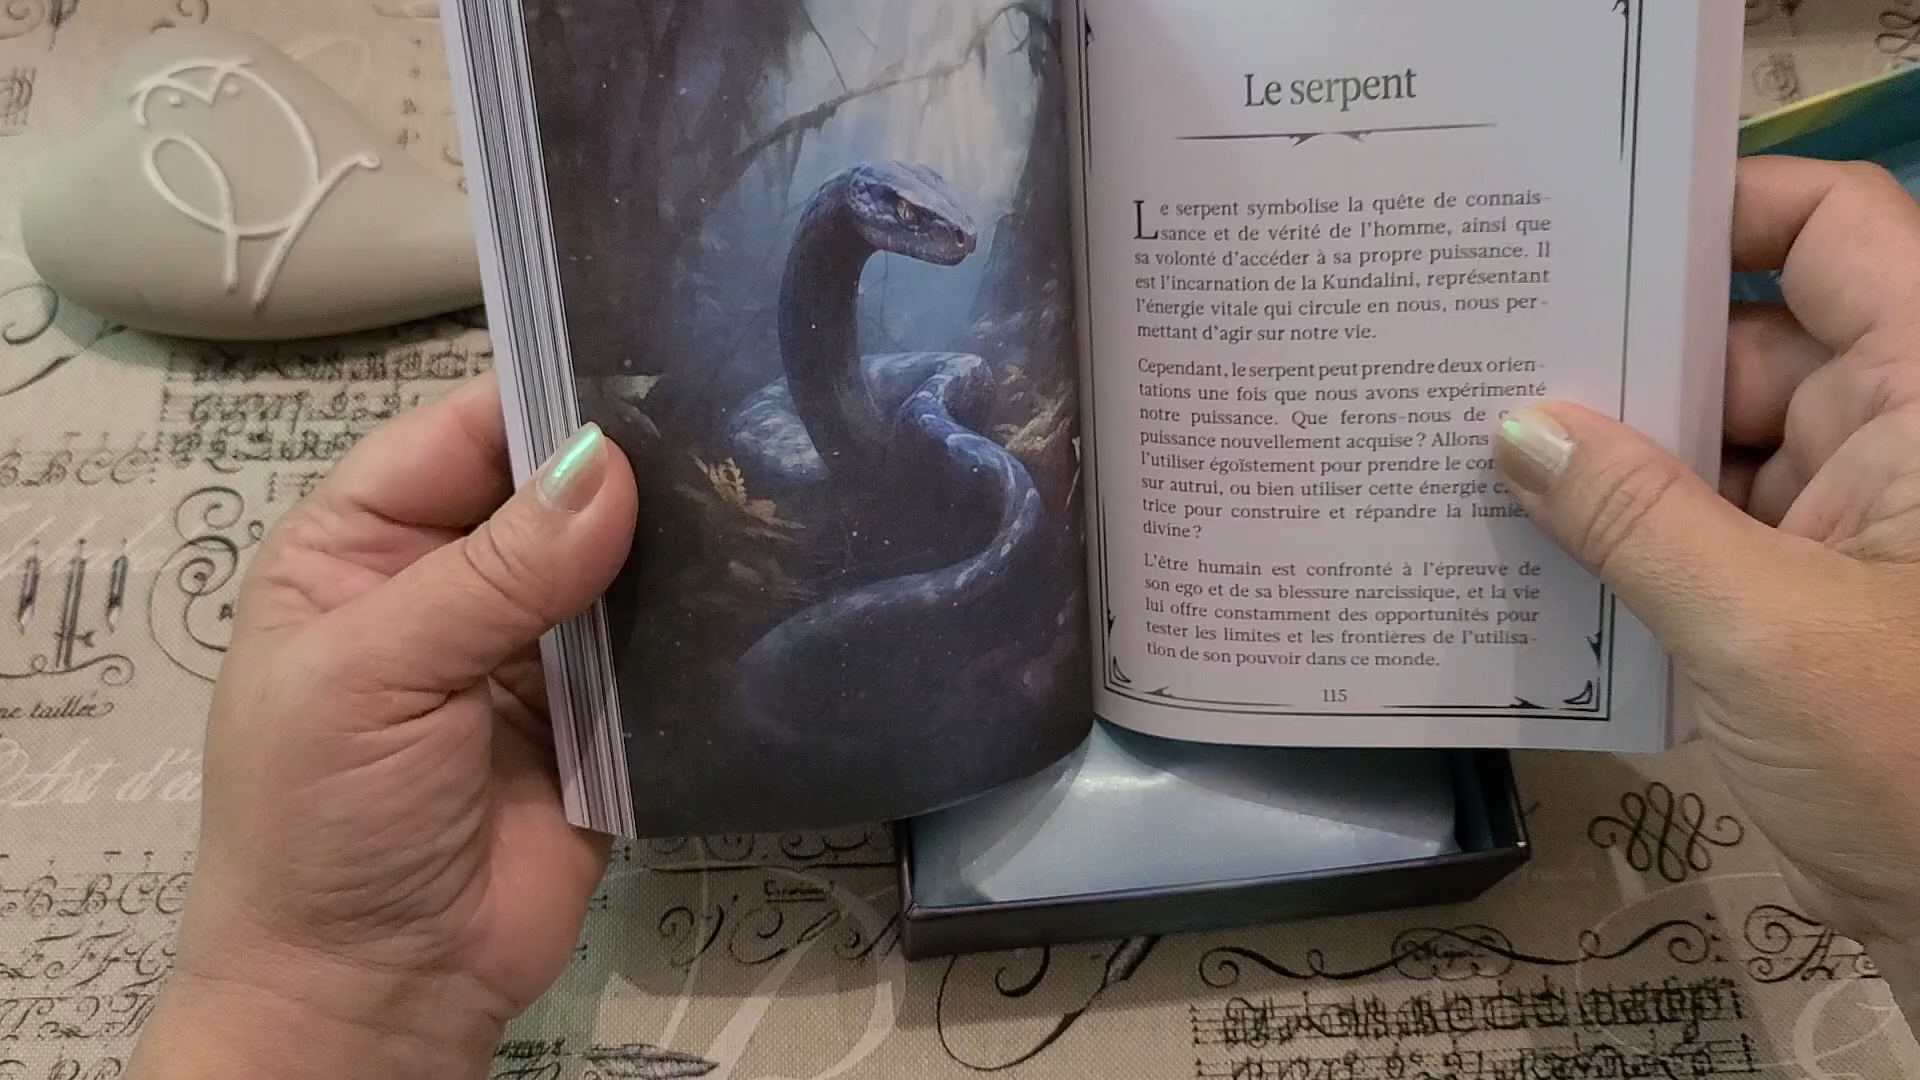 Le serpent
Le serpent symbolise la quête de connais-
sance et de vérité de l'homme, ainsi que
sa volonté d'accéder à sa propre puissance. Il
est l'incarnation de la Kundalini, représentant
l'énergie vitale qui circule en nous, nous per-
mettant d'agir sur notre vie.
Cependant, le serpent peut prendre deux orien-
tations une fois que nous avons expérimenté
notre puissance. Que ferons-nous de
puissance nouvellement acquise ? Allons
l'utiliser égoïstement pour prendre le
sur autrui, ou bien utiliser cette énergie
trice pour construire et répandre la
divine ?
L'être humain est confronté à l'épreuve de
son ego et de sa blessure narcissique, et la vie
lui offre constamment des opportunités pour
tester les limites et les frontières de l'utilisa-
tion de son pouvoir dans ce monde.
115